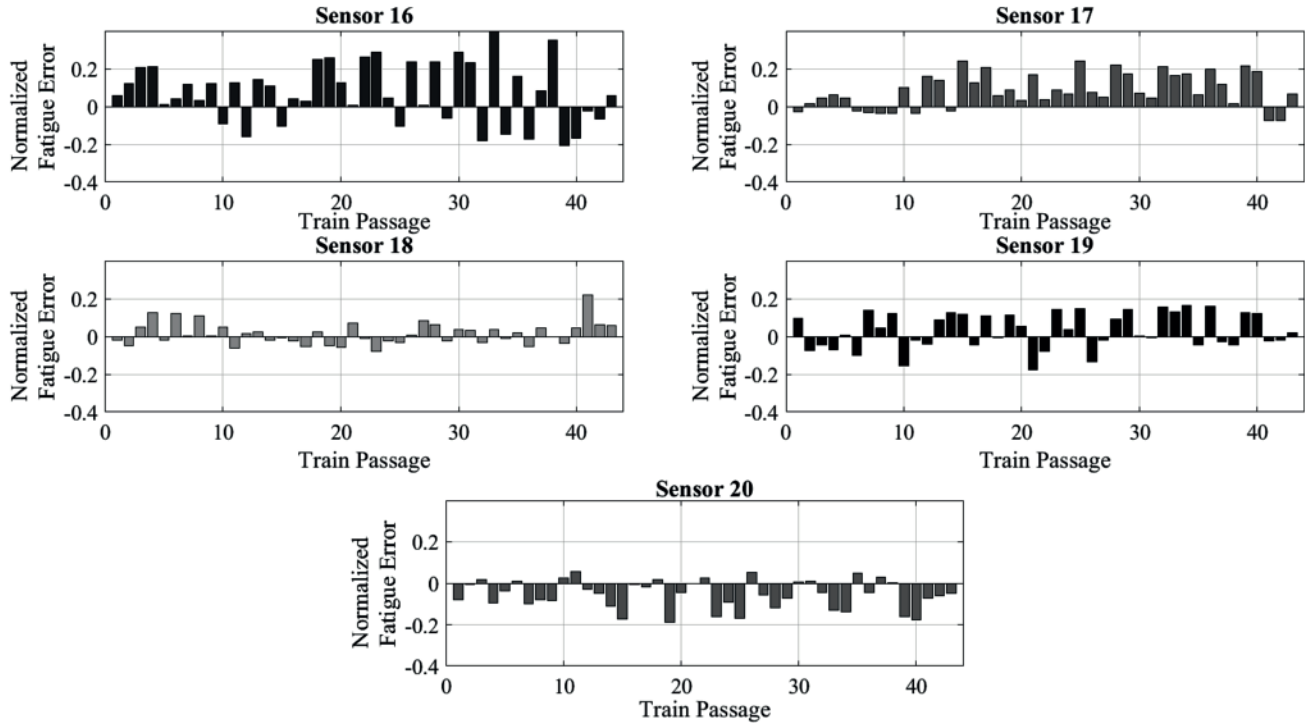 Sensor 16
Normalized
Fatigue Error
0.2
0
-0.2
-0.4
0 10 20 30 40
Train Passage
Sensor 17
Normalized
Fatigue Error
0.2
0
-0.2
-0.4
0 10 20 30 40
Train Passage
Sensor 18
Normalized
Fatigue Error
0.2
0
-0.2
-0.4
0 10 20 30 40
Train Passage
Sensor 19
Normalized
Fatigue Error
0.2
0
-0.2
-0.4
0 10 20 30 40
Train Passage
Sensor 20
Normalized
Fatigue Error
0.2
0
-0.2
-0.4
0 10 20 30 40
Train Passage